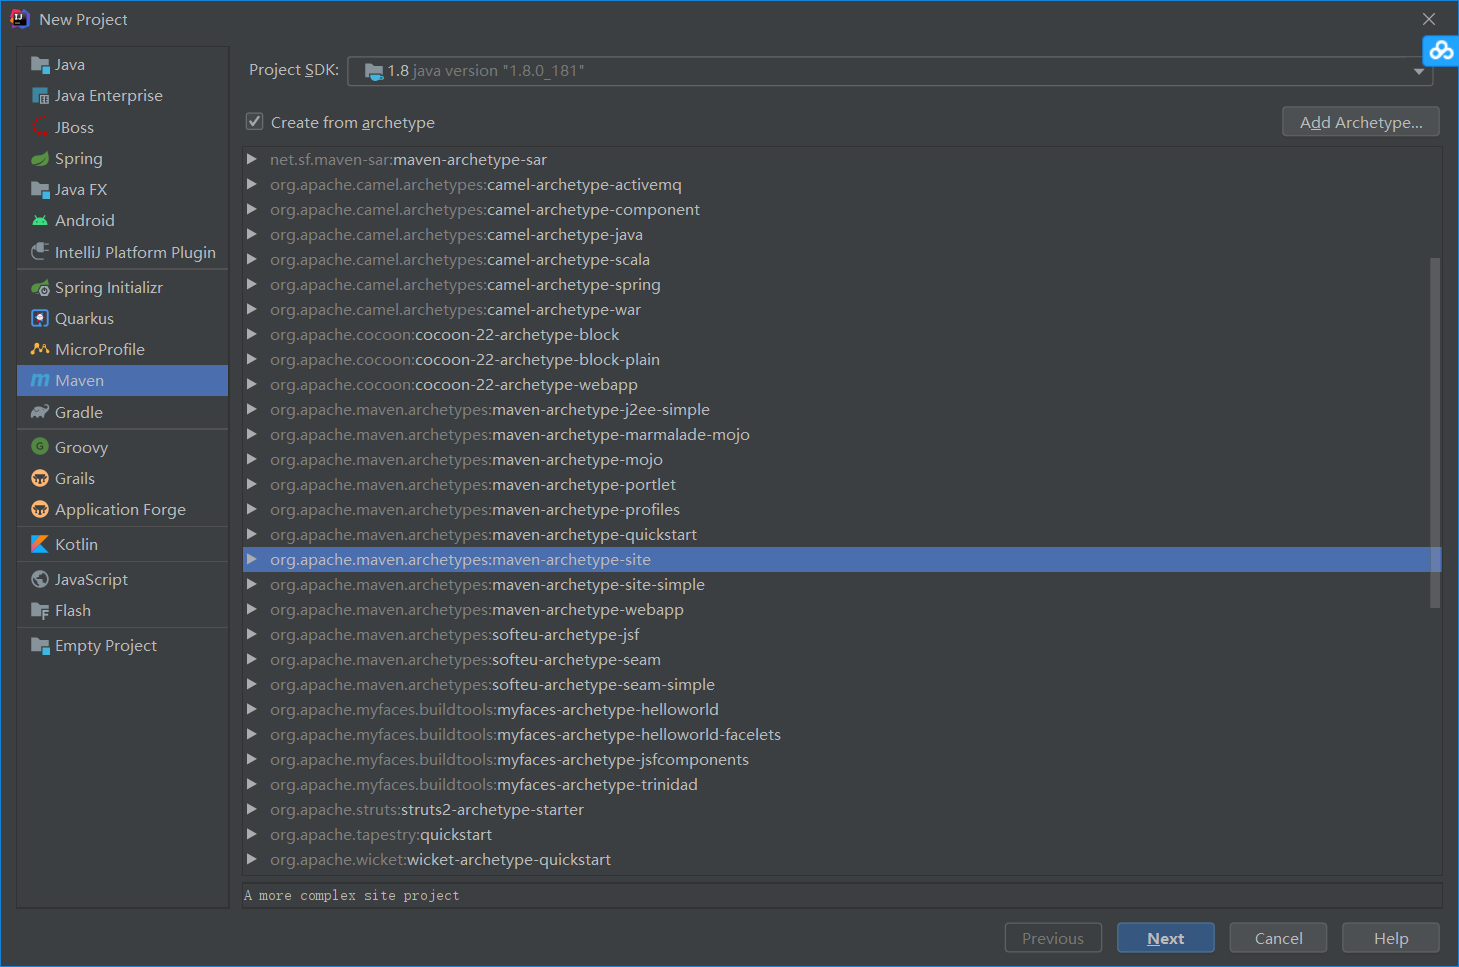 New Project
Java
Java Enterprise
JBoss
Spring
Java FX
Android
IntelliJ Platform Plugin
Spring Initializr
Quarkus
MicroProfile
Maven
Gradle
Groovy
Grails
Application Forge
Kotlin
JavaScript
Flash
Empty Project
Project SDK: 1.8 java version "1.8.0_181"
Create from archetype
Add Archetype...
net.sf.maven-sar:maven-archetype-sar
org.apache.camel.archetypes:camel-archetype-activemq
org.apache.camel.archetypes:camel-archetype-component
org.apache.camel.archetypes:camel-archetype-java
org.apache.camel.archetypes:camel-archetype-scala
org.apache.camel.archetypes:camel-archetype-spring
org.apache.camel.archetypes:camel-archetype-war
org.apache.cocoon:cocoon-22-archetype-block
org.apache.cocoon:cocoon-22-archetype-block-plain
org.apache.cocoon:cocoon-22-archetype-webapp
org.apache.maven.archetypes:maven-archetype-j2ee-simple
org.apache.maven.archetypes:maven-archetype-marmalade-mojo
org.apache.maven.archetypes:maven-archetype-mojo
org.apache.maven.archetypes:maven-archetype-portlet
org.apache.maven.archetypes:maven-archetype-profiles
org.apache.maven.archetypes:maven-archetype-quickstart
org.apache.maven.archetypes:maven-archetype-site
org.apache.maven.archetypes:maven-archetype-site-simple
org.apache.maven.archetypes:maven-archetype-webapp
org.apache.maven.archetypes:softeu-archetype-jsf
org.apache.maven.archetypes:softeu-archetype-seam
org.apache.maven.archetypes:softeu-archetype-seam-simple
org.apache.myfaces.buildtools:myfaces-archetype-helloworld
org.apache.myfaces.buildtools:myfaces-archetype-helloworld-facelets
org.apache.myfaces.buildtools:myfaces-archetype-jsfcomponents
org.apache.myfaces.buildtools:myfaces-archetype-trinidad
org.apache.struts:struts2-archetype-starter
org.apache.tapestry:quickstart
org.apache.wicket:wicket-archetype-quickstart
A more complex site project
Previous
Next
Cancel
Help